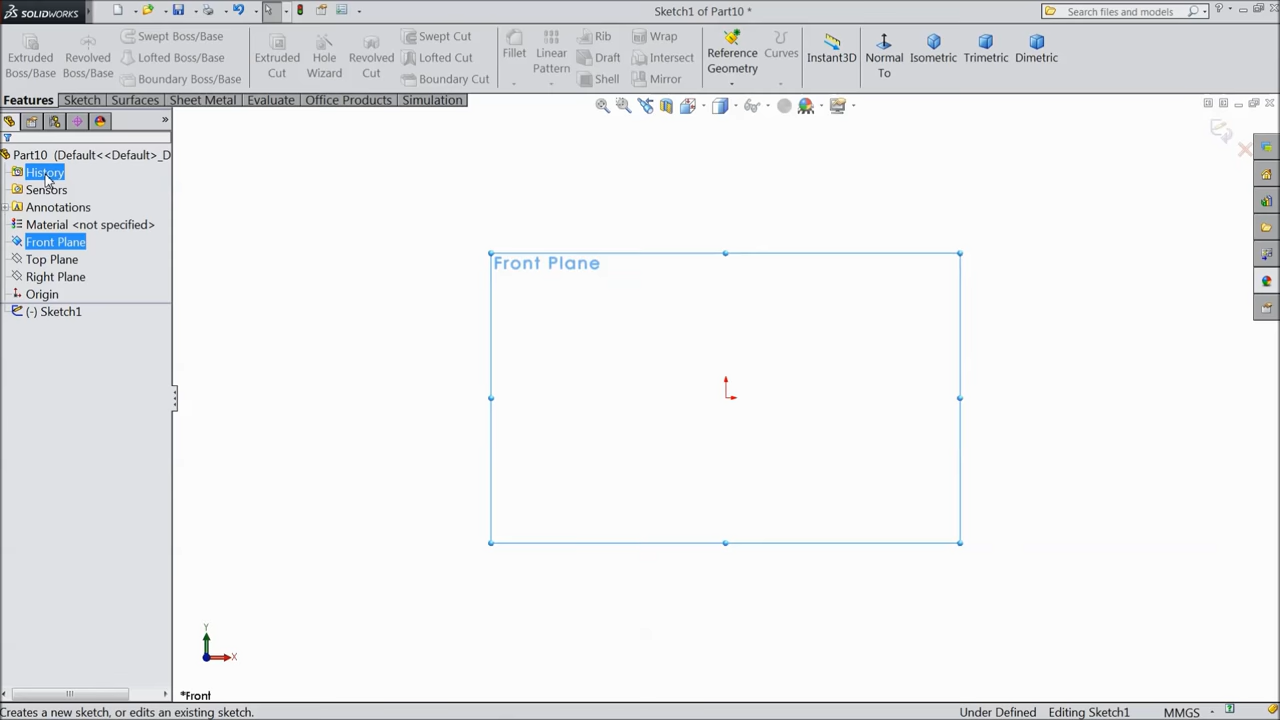 SOLIDWORKS
Sketch1 of Part10 *
Search files and models
Extruded Boss/Base
Revolved Boss/Base
Swept Boss/Base
Lofted Boss/Base
Boundary Boss/Base
Extruded Cut
Hole Wizard
Revolved Cut
Swept Cut
Lofted Cut
Boundary Cut
Fillet
Linear Pattern
Rib
Draft
Shell
Wrap
Intersect
Mirror
Reference Geometry
Curves
Instant3D
Normal To
Isometric
Trimetric
Dimetric
Features
Sketch
Surfaces
Sheet Metal
Evaluate
Office Products
Simulation
Part10 (Default<<Default>_D
History
Sensors
Annotations
Material <not specified>
Front Plane
Top Plane
Right Plane
Origin
(-) Sketch1
Front Plane
Y
X
*Front
Creates a new sketch, or edits an existing sketch.
Under Defined
Editing Sketch1
MMGS